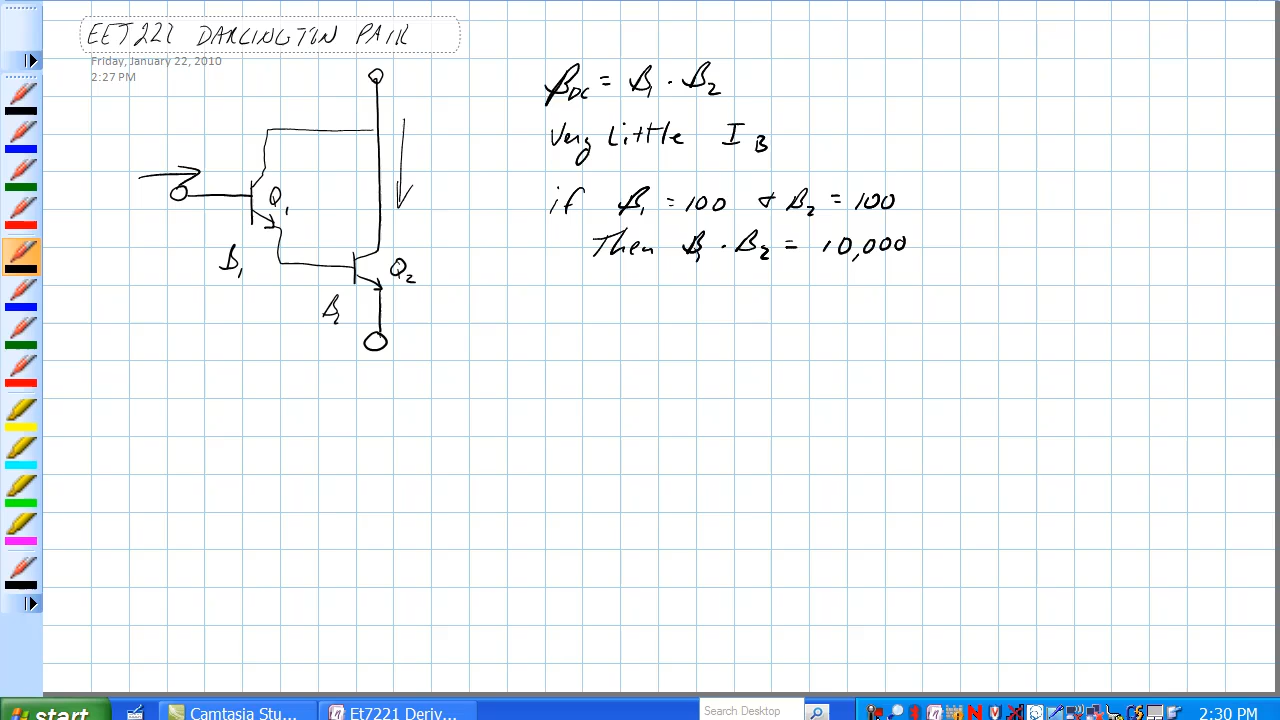 EET221 DARLINGTON PAIR
Friday, January 22, 2010
2:27 PM
βDC = β1 · β2
Very Little IB
if β1 = 100 + β2 = 100
Then β1 · β2 = 10,000
Q1
β1
Q2
β2
start
Camtasia Stu...
Et7221 Deriv...
Search Desktop
2:30 PM